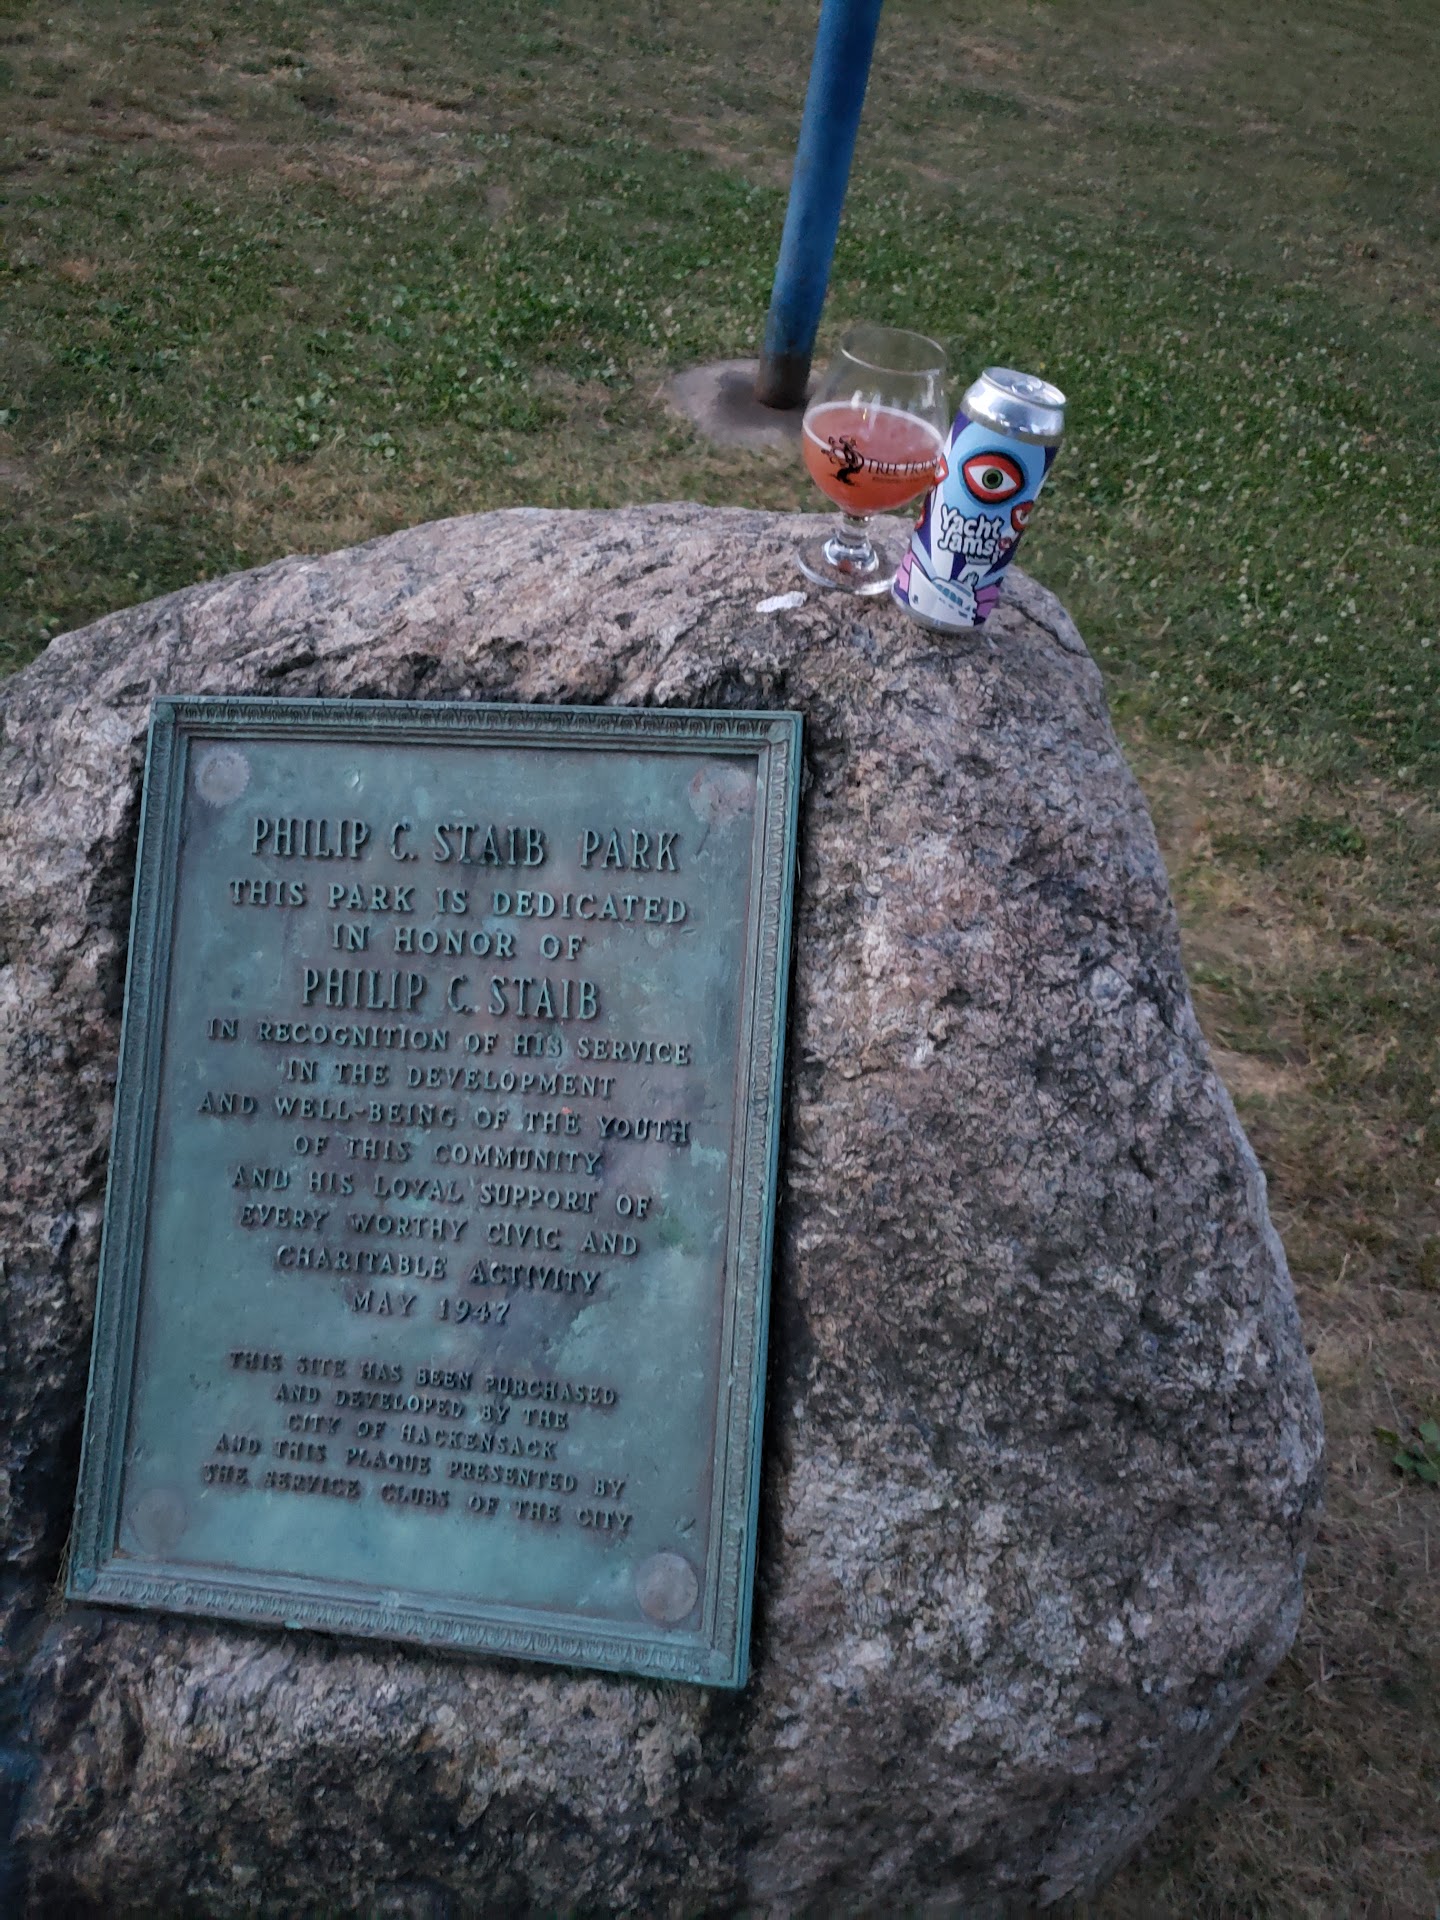 TREE HOUSE
Yacht
Jams
PHILIP C. STAIB PARK
THIS PARK IS DEDICATED
IN HONOR OF
PHILIP C. STAIB
IN RECOGNITION OF HIS SERVICE
IN THE DEVELOPMENT
AND WELL-BEING OF THE YOUTH
OF THIS COMMUNITY
AND HIS LOYAL SUPPORT OF
EVERY WORTHY CIVIC AND
CHARITABLE ACTIVITY
MAY 1947
THIS SITE HAS BEEN PURCHASED
AND DEVELOPED BY THE
CITY OF HACKENSACK
AND THIS PLAQUE PRESENTED BY
THE SERVICE CLUBS OF THE CITY